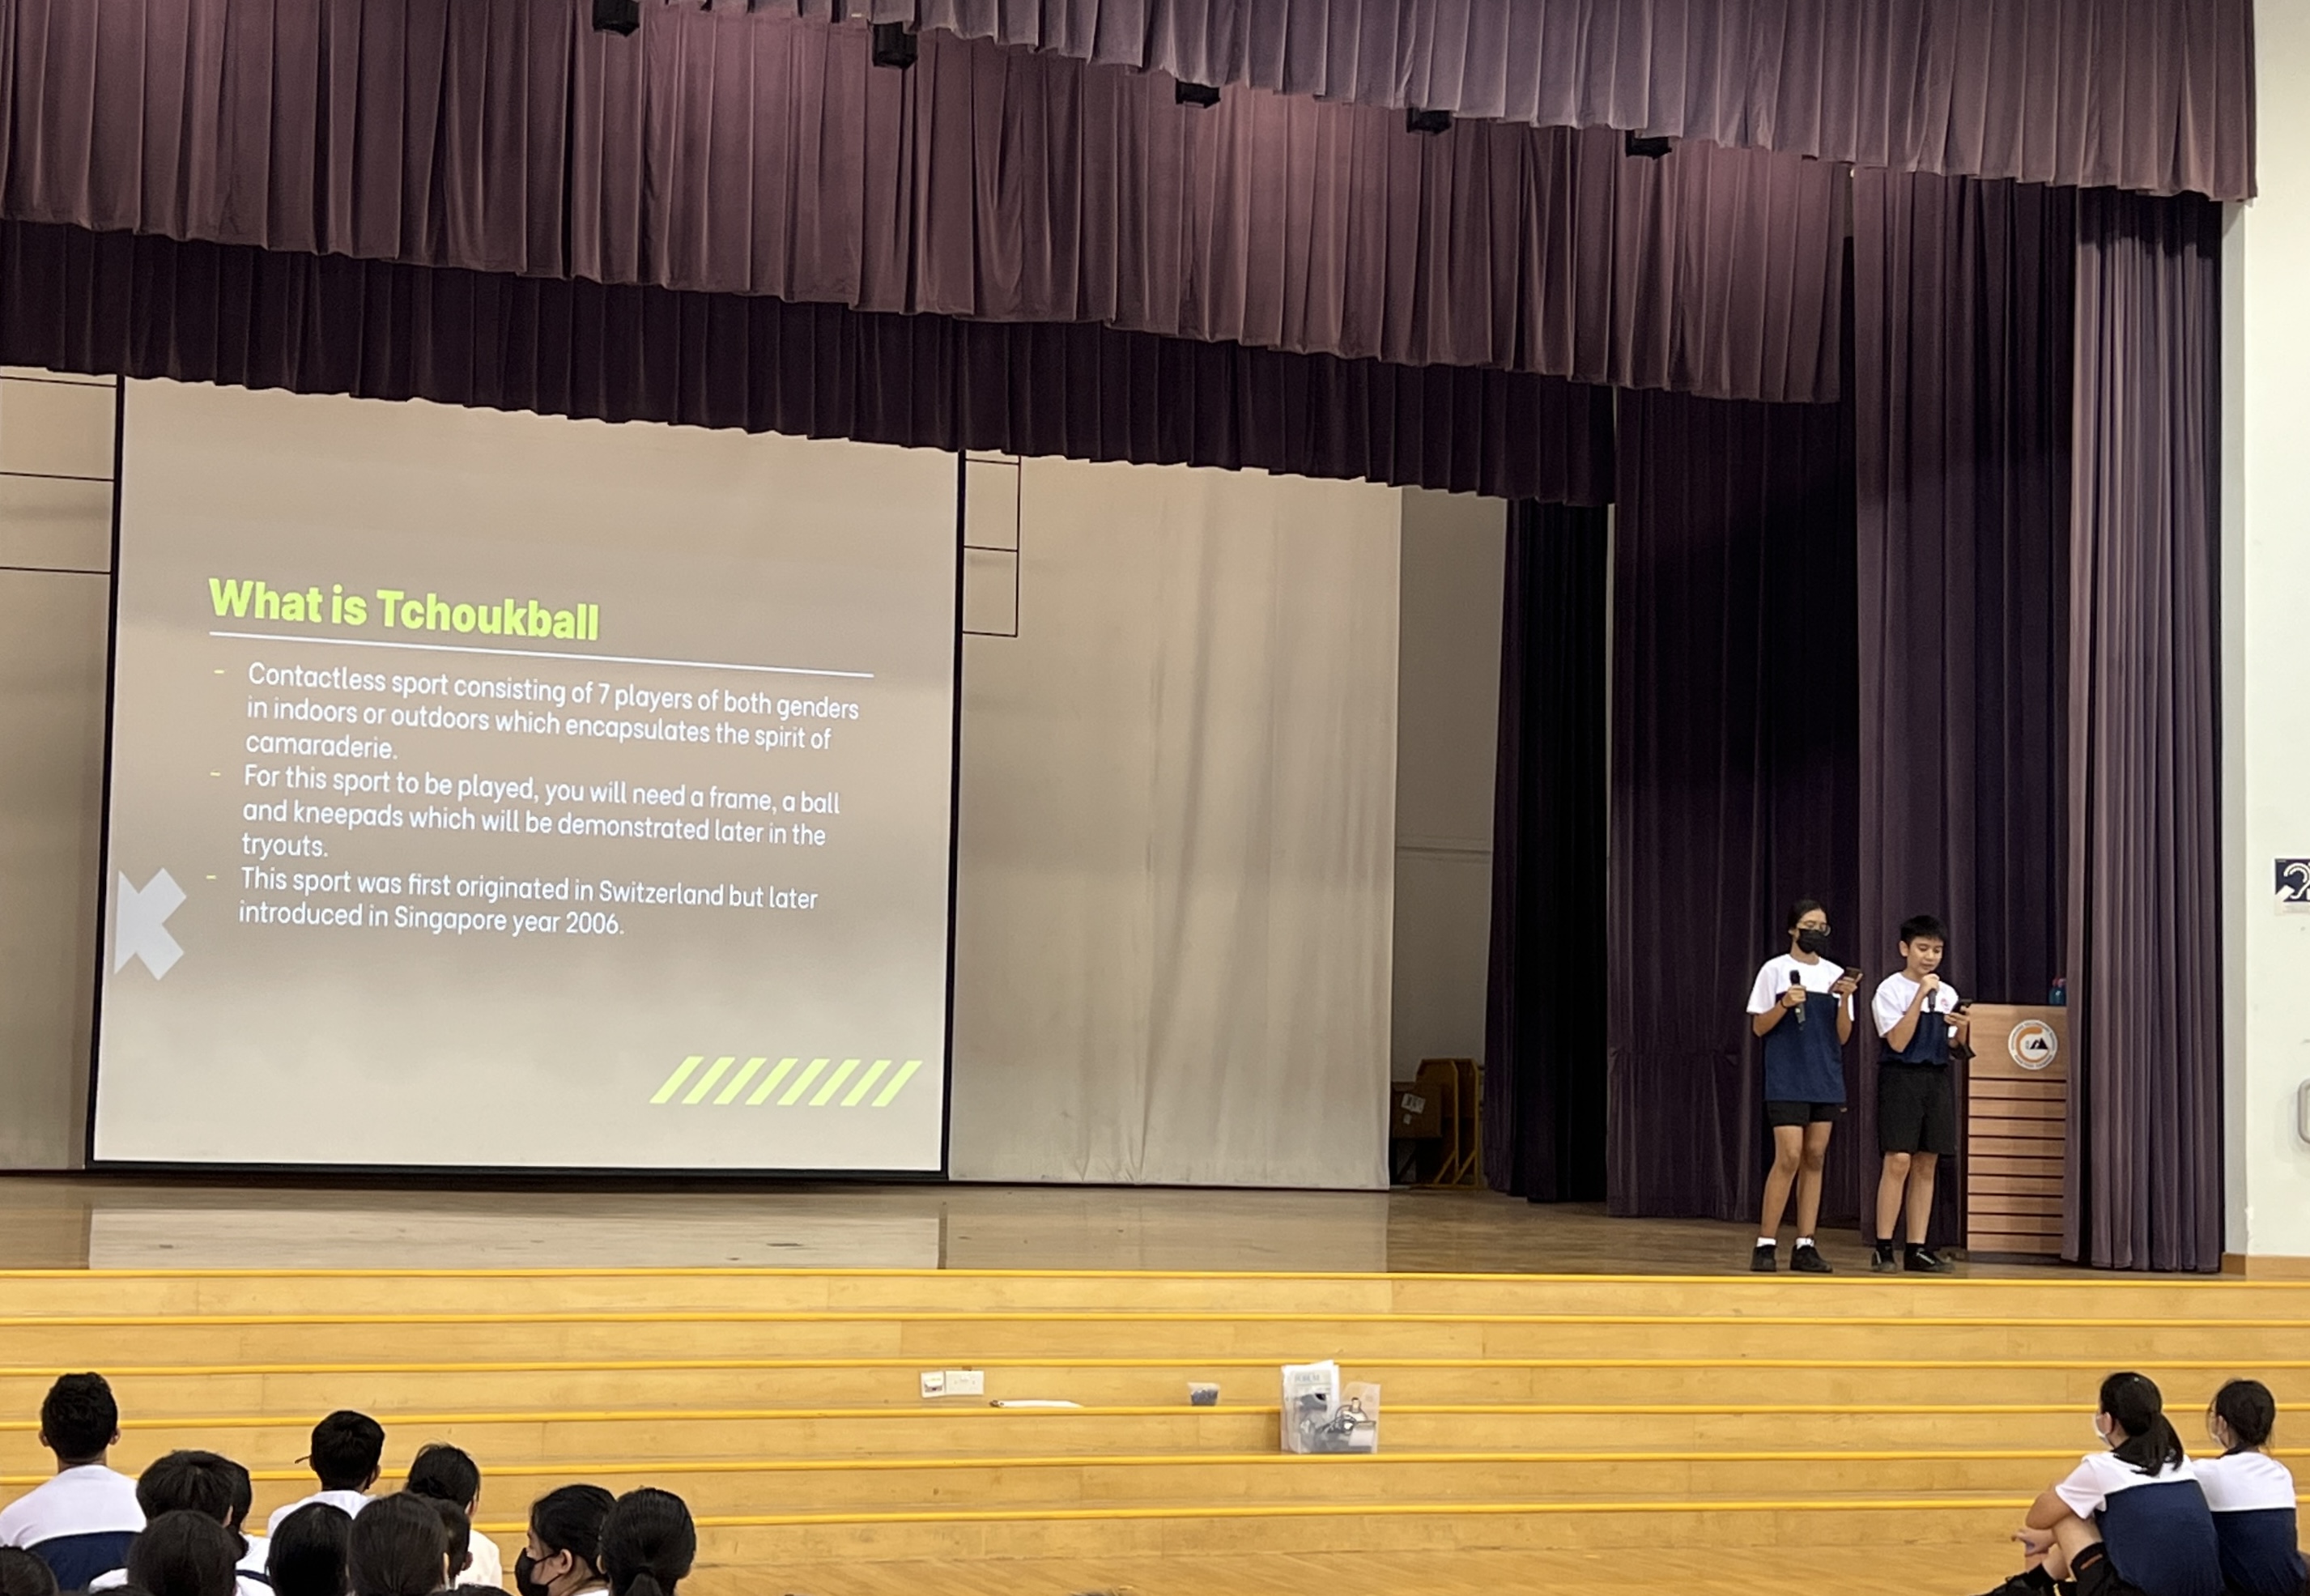 What is Tchoukball
- Contactless sport consisting of 7 players of both genders
in indoors or outdoors which encapsulates the spirit of
camaraderie.
- For this sport to be played, you will need a frame, a ball
and kneepads which will be demonstrated later in the
tryouts.
- This sport was first originated in Switzerland but later
introduced in Singapore year 2006.